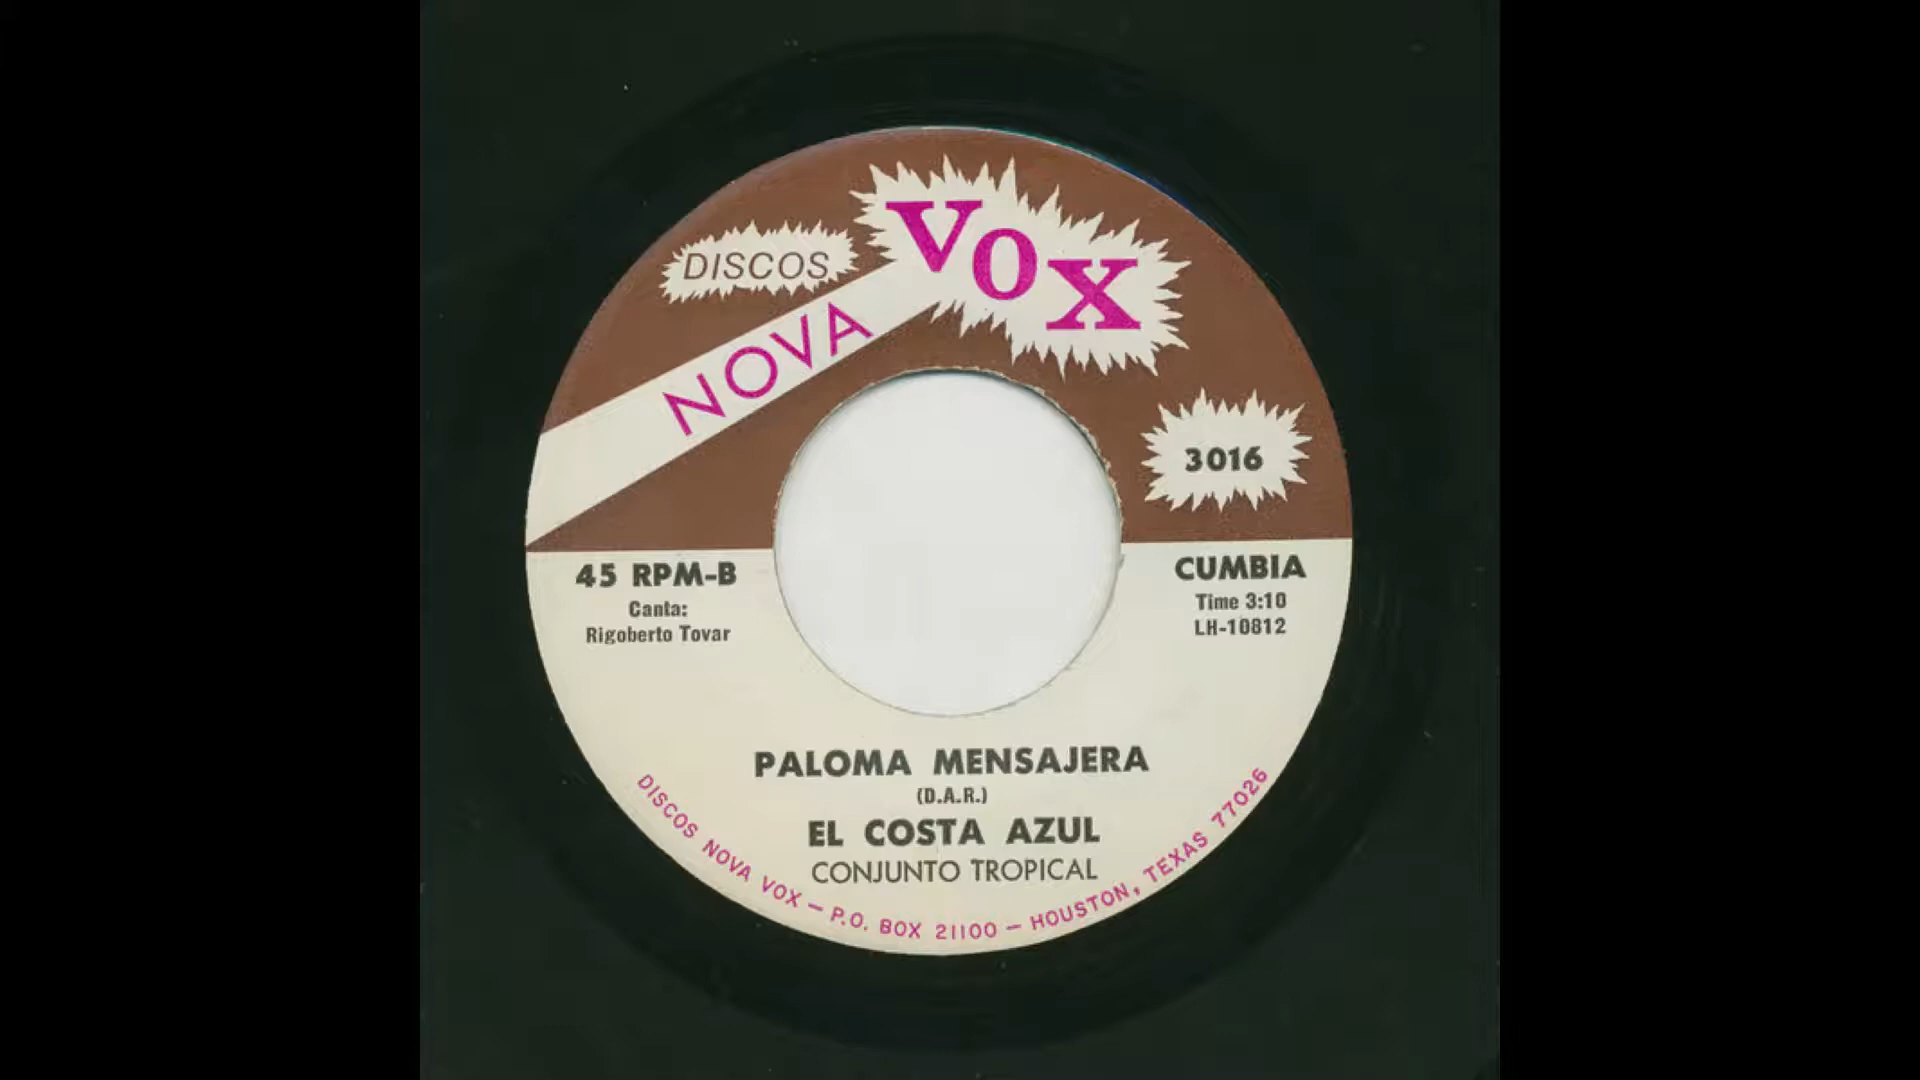 DISCOS
NOVA
VOX
3016
45 RPM-B
Canta:
Rigoberto Tovar
CUMBIA
Time 3:10
LH-10812
PALOMA MENSAJERA
(D.A.R.)
EL COSTA AZUL
CONJUNTO TROPICAL
DISCOS NOVA VOX — P.O. BOX 21100 — HOUSTON, TEXAS 77026